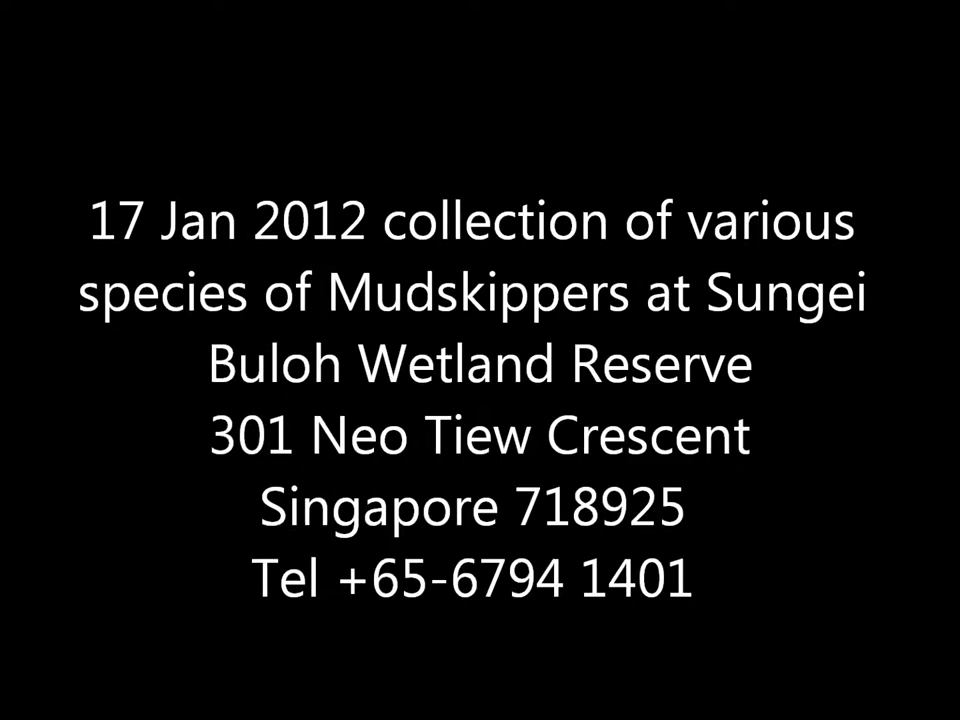 17 Jan 2012 collection of various
species of Mudskippers at Sungei
Buloh Wetland Reserve
301 Neo Tiew Crescent
Singapore 718925
Tel +65-6794 1401